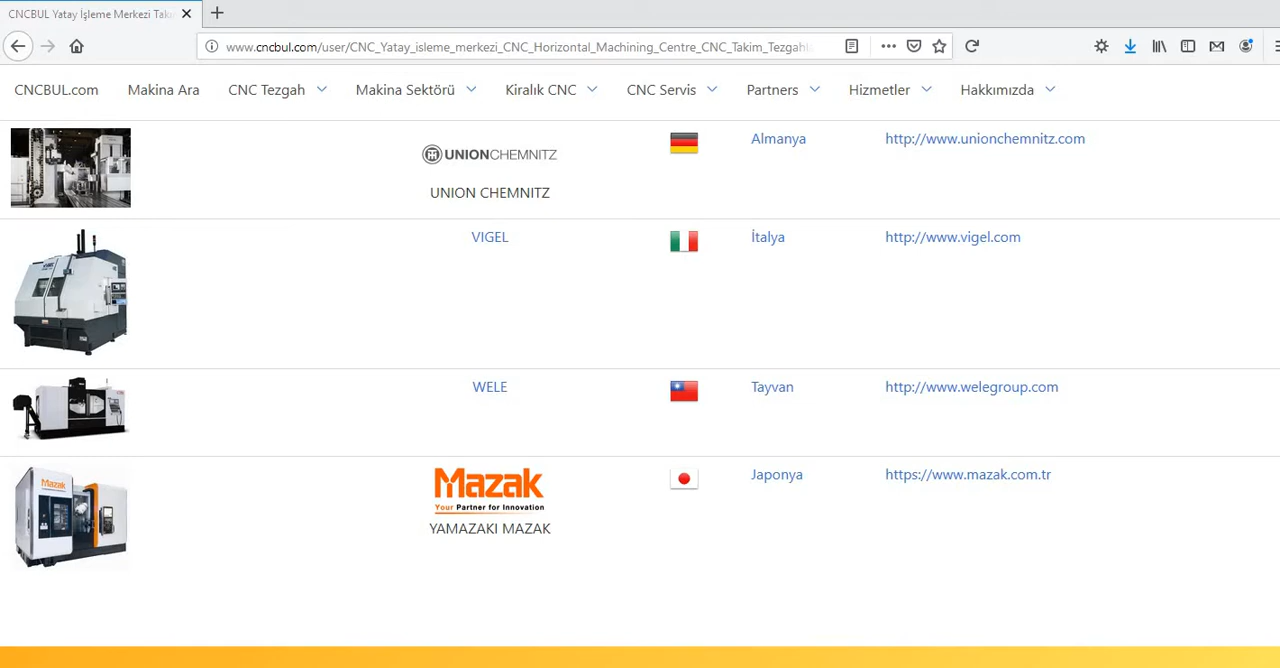 CNCBUL Yatay İşleme Merkezi Takı
www.cncbul.com/user/CNC_Yatay_isleme_merkezi_CNC_Horizontal_Machining_Centre_CNC_Takim_Tezgahl
CNCBUL.com Makina Ara CNC Tezgah Makina Sektörü Kiralık CNC CNC Servis Partners Hizmetler Hakkımızda
UNIONCHEMNITZ
UNION CHEMNITZ
Almanya
http://www.unionchemnitz.com
VIGEL
İtalya
http://www.vigel.com
WELE
Tayvan
http://www.welegroup.com
Mazak
Mazak
Your Partner for Innovation
YAMAZAKI MAZAK
Japonya
https://www.mazak.com.tr